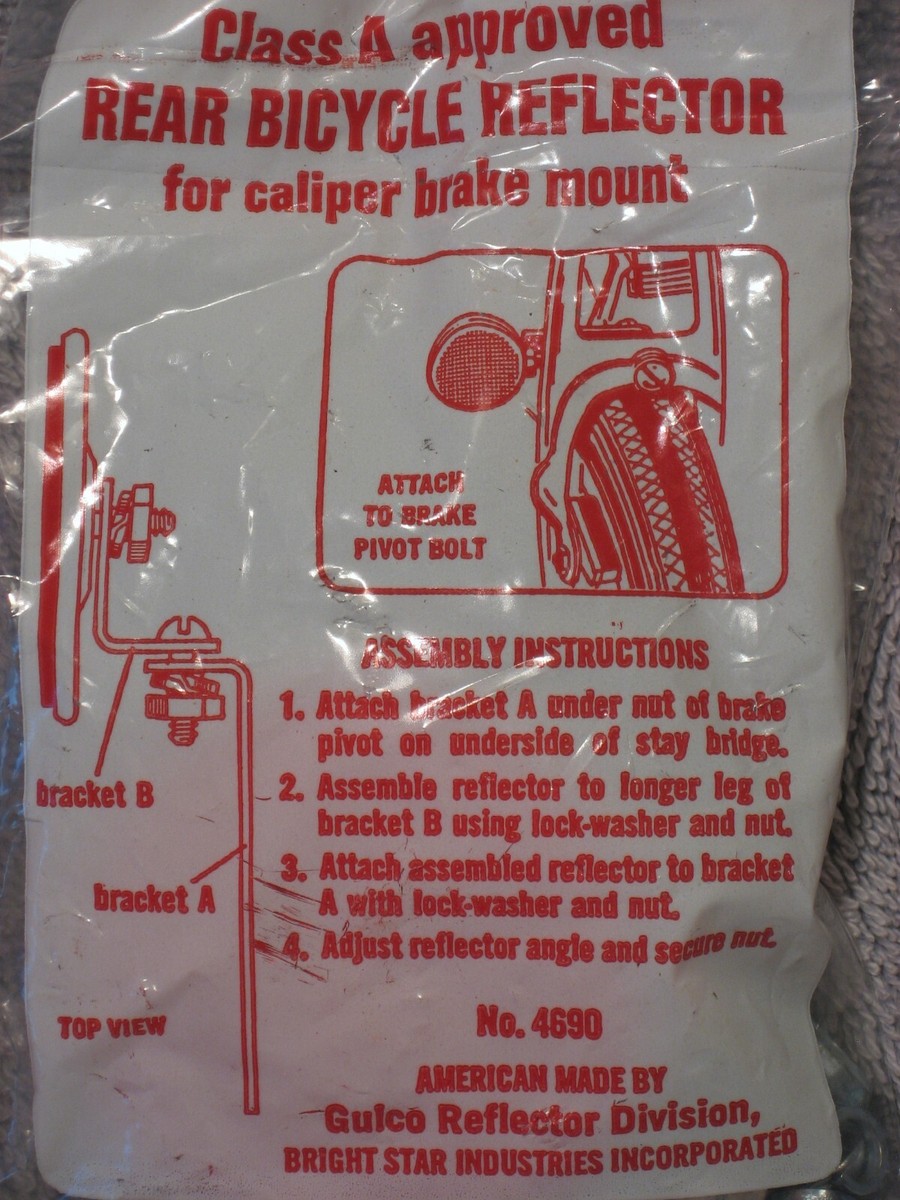 Class A approved
REAR BICYCLE REFLECTOR
for caliper brake mount
ATTACH
TO BRAKE
PIVOT BOLT
ASSEMBLY INSTRUCTIONS
1. Attach bracket A under nut of brake
pivot on underside of stay bridge.
2. Assemble reflector to longer leg of
bracket B using lock-washer and nut.
3. Attach assembled reflector to bracket
A with lock-washer and nut.
4. Adjust reflector angle and secure nut.
bracket B
bracket A
TOP VIEW
No. 4690
AMERICAN MADE BY
Gulco Reflector Division,
BRIGHT STAR INDUSTRIES INCORPORATED